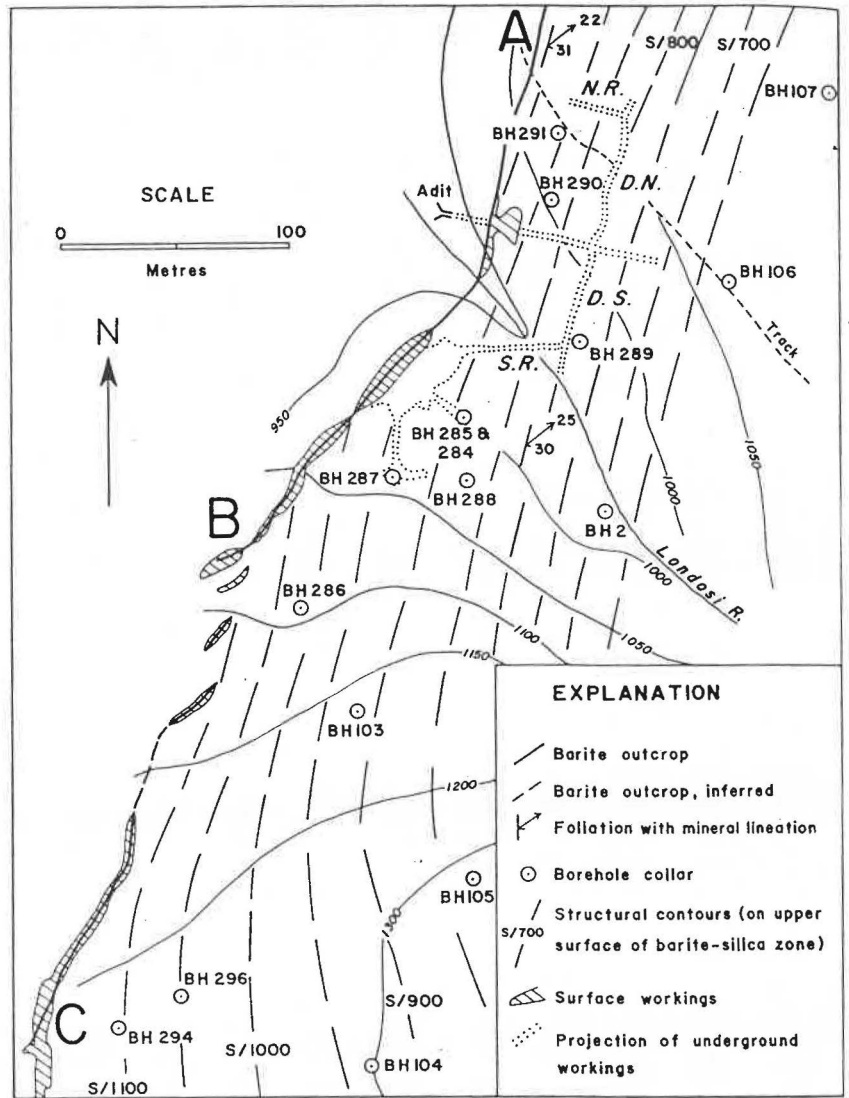 A
22
31
S/800
S/700
N.R.
BH107
BH291
SCALE
0
100
Metres
BH290
D.N.
Adit
BH106
N
D.S.
Track
BH289
S.R.
950
BH285&
284
25
30
1050
BH287
BH288
1000
B
BH2
Londosi R.
1000
BH286
1100
1050
1150
BH103
1200
BH105
1300
BH296
C
BH294
S/900
S/1000
BH104
S/1100
EXPLANATION
Barite outcrop
Barite outcrop, inferred
Foliation with mineral lineation
Borehole collar
Structural contours (on upper
S/700
surface of barite-silica zone)
Surface workings
Projection of underground
workings